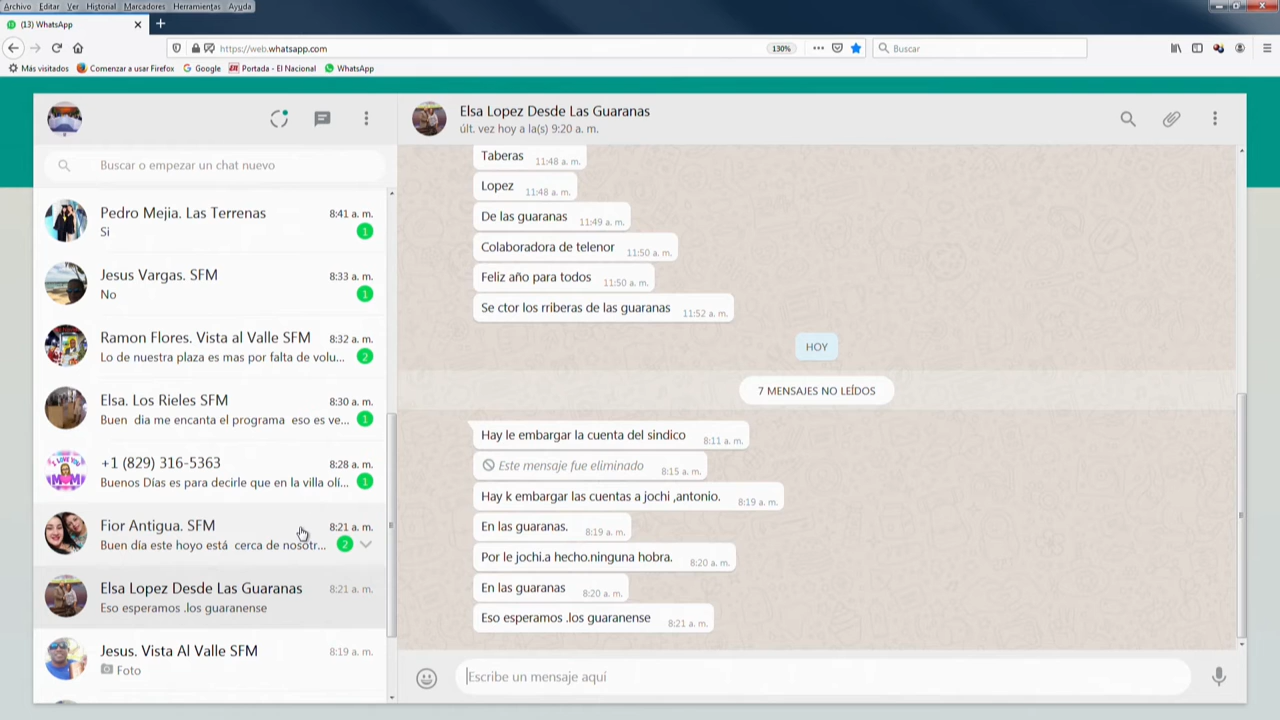 Archivo Editar Ver Historial Marcadores Herramientas Ayuda
(13) WhatsApp
https://web.whatsapp.com
130%
Buscar
Más visitados Comenzar a usar Firefox Google Portada - El Nacional WhatsApp
Buscar o empezar un chat nuevo
Pedro Mejia. Las Terrenas 8:41 a. m.
Si 1
Jesus Vargas. SFM 8:33 a. m.
No 1
Ramon Flores. Vista al Valle SFM 8:32 a. m.
Lo de nuestra plaza es mas por falta de volu... 2
Elsa. Los Rieles SFM 8:30 a. m.
Buen dia me encanta el programa eso es ve... 1
+1 (829) 316-5363 8:28 a. m.
Buenos Días es para decirle que en la villa olí... 1
Fior Antigua. SFM 8:21 a. m.
Buen día este hoyo está cerca de nosotr... 2
Elsa Lopez Desde Las Guaranas 8:21 a. m.
Eso esperamos .los guaranense
Jesus. Vista Al Valle SFM 8:19 a. m.
Foto
Elsa Lopez Desde Las Guaranas
últ. vez hoy a la(s) 9:20 a. m.
Taberas 11:48 a. m.
Lopez 11:48 a. m.
De las guaranas 11:49 a. m.
Colaboradora de telenor 11:50 a. m.
Feliz año para todos 11:50 a. m.
Se ctor los rriberas de las guaranas 11:52 a. m.
HOY
7 MENSAJES NO LEÍDOS
Hay le embargar la cuenta del sindico 8:11 a. m.
Este mensaje fue eliminado 8:15 a. m.
Hay k embargar las cuentas a jochi ,antonio. 8:19 a. m.
En las guaranas. 8:19 a. m.
Por le jochi.a hecho.ninguna hobra. 8:20 a. m.
En las guaranas 8:20 a. m.
Eso esperamos .los guaranense 8:21 a. m.
Escribe un mensaje aquí